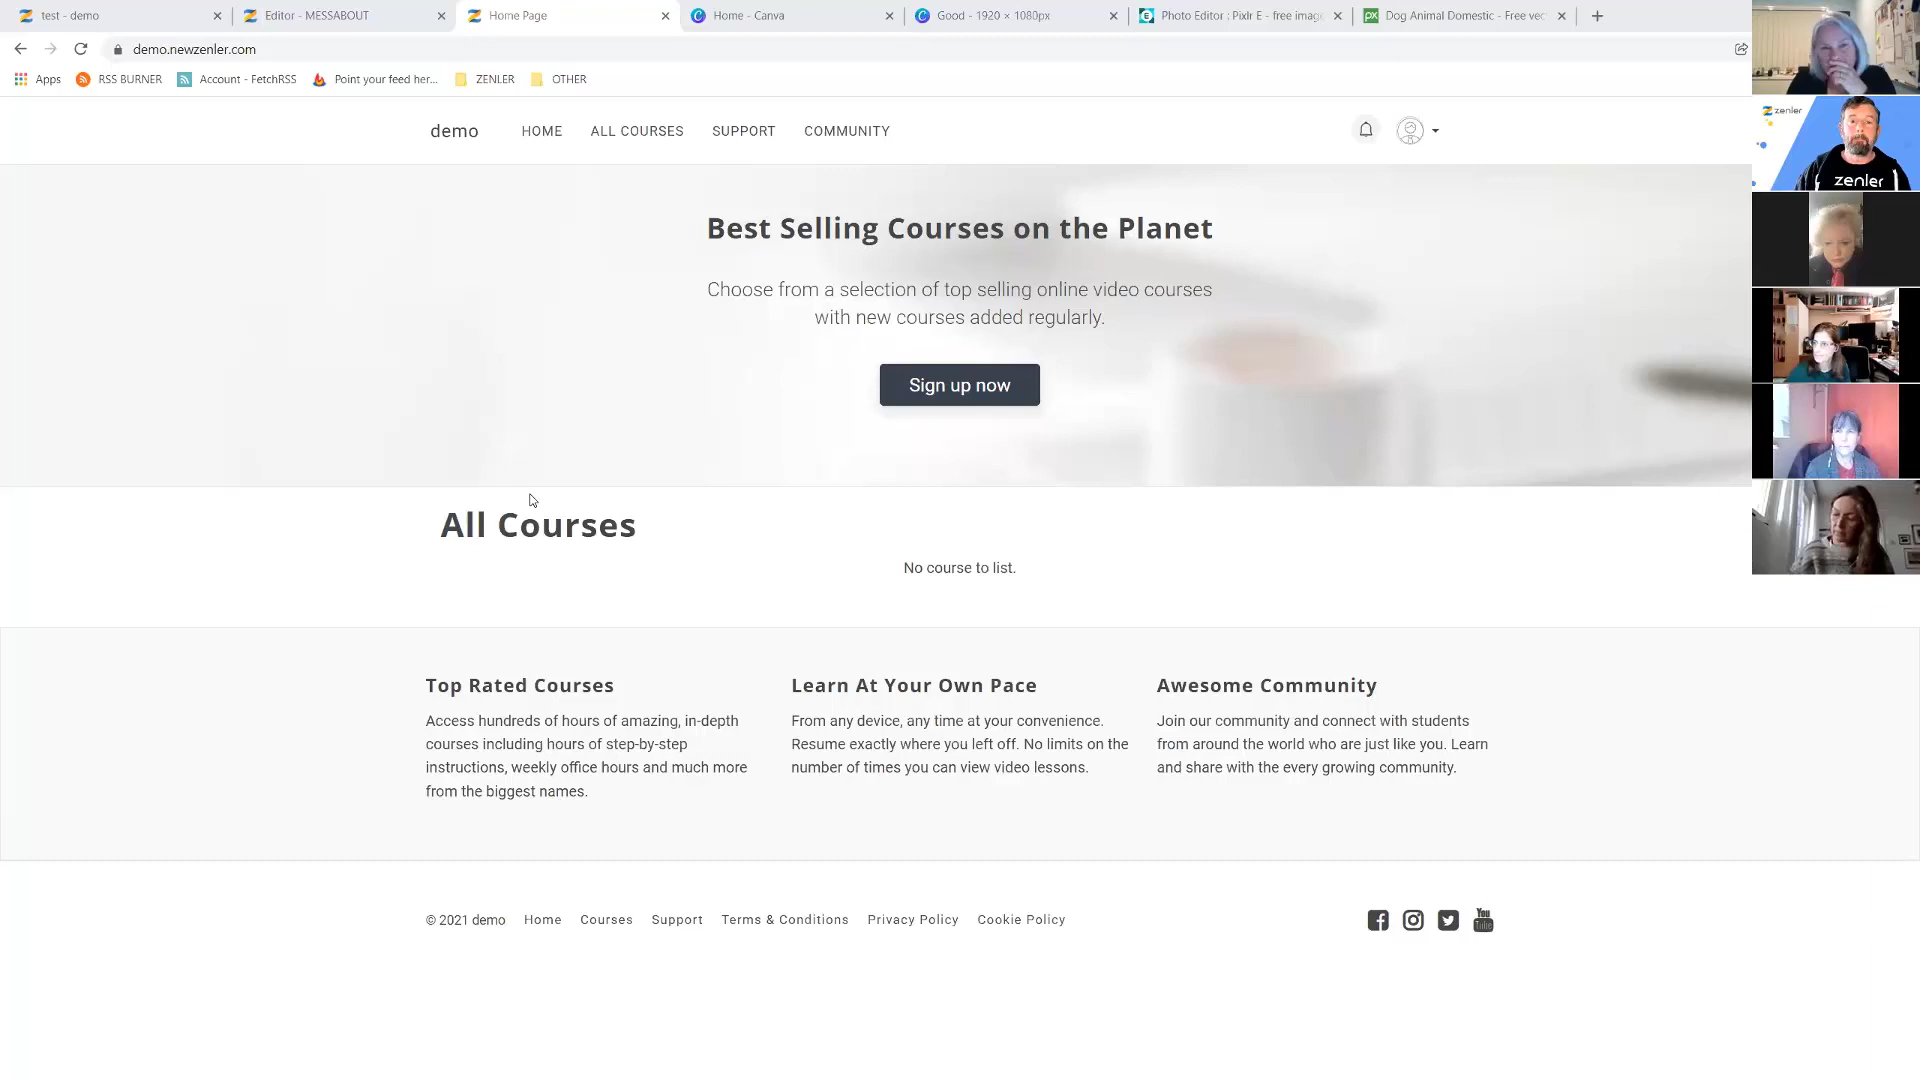 test - demo
Editor - MESSABOUT
Home Page
Home - Canva
Good - 1920 × 1080px
Photo Editor : Pixlr E - free imag
Dog Animal Domestic - Free vec
demo.newzenler.com
Apps
RSS BURNER
Account - FetchRSS
Point your feed her...
ZENLER
OTHER
demo
HOME
ALL COURSES
SUPPORT
COMMUNITY
zenler
zenler
Best Selling Courses on the Planet
Choose from a selection of top selling online video courses
with new courses added regularly.
Sign up now
All Courses
No course to list.
Top Rated Courses
Access hundreds of hours of amazing, in-depth
courses including hours of step-by-step
instructions, weekly office hours and much more
from the biggest names.
Learn At Your Own Pace
From any device, any time at your convenience.
Resume exactly where you left off. No limits on the
number of times you can view video lessons.
Awesome Community
Join our community and connect with students
from around the world who are just like you. Learn
and share with the every growing community.
© 2021 demo
Home
Courses
Support
Terms & Conditions
Privacy Policy
Cookie Policy
You
Tube